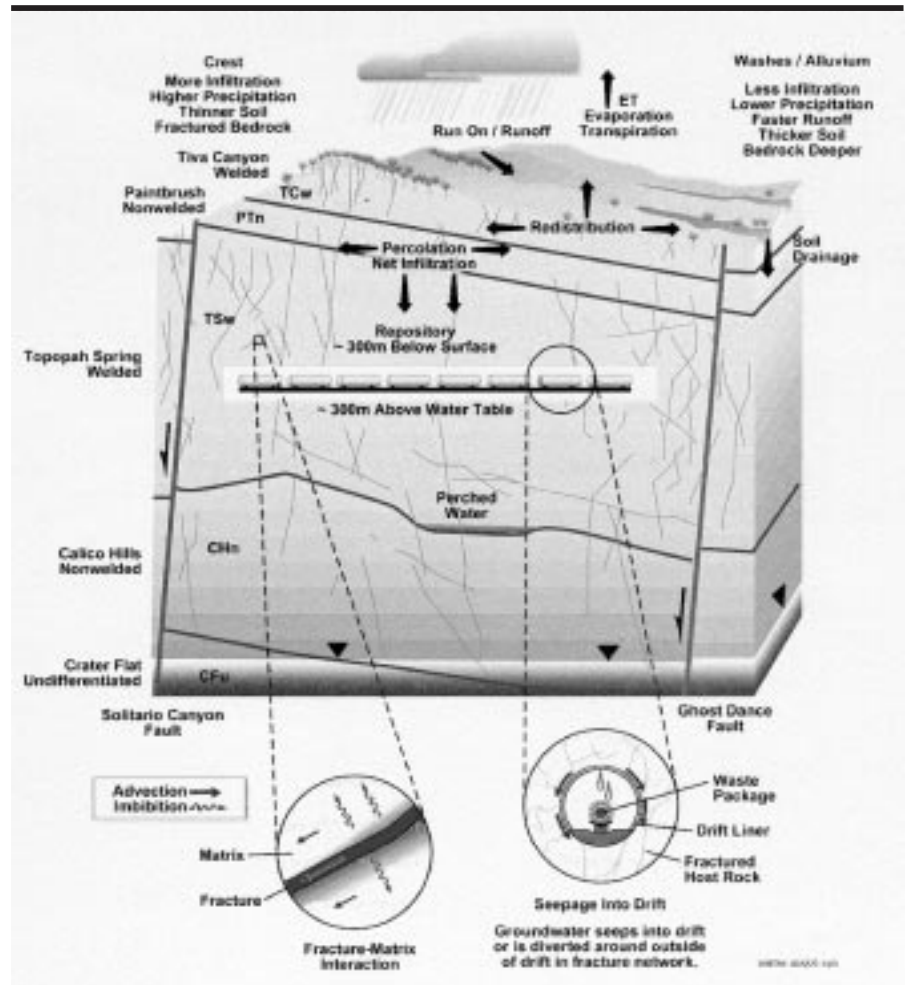 Crest
More Infiltration
Higher Precipitation
Thinner Soil
Fractured Bedrock
Washes / Alluvium
Less Infiltration
Lower Precipitation
Faster Runoff
Thicker Soil
Bedrock Deeper
ET
Evaporation
Transpiration
Run On / Runoff
Tiva Canyon
Welded
TCw
Paintbrush
Nonwelded
PTn
Redistribution
Soil
Drainage
Percolation
Net Infiltration
TSw
Repository
~ 300m Below Surface
Topopah Spring
Welded
~ 300m Above Water Table
Perched
Water
Calico Hills
Nonwelded
CHn
Crater Flat
Undifferentiated
CFu
Solitario Canyon
Fault
Ghost Dance
Fault
Advection
Imbibition
Matrix
Fracture
Fracture-Matrix
Interaction
Waste
Package
Drift Liner
Fractured
Host Rock
Seepage Into Drift
Groundwater seeps into drift
or is diverted around outside
of drift in fracture network.